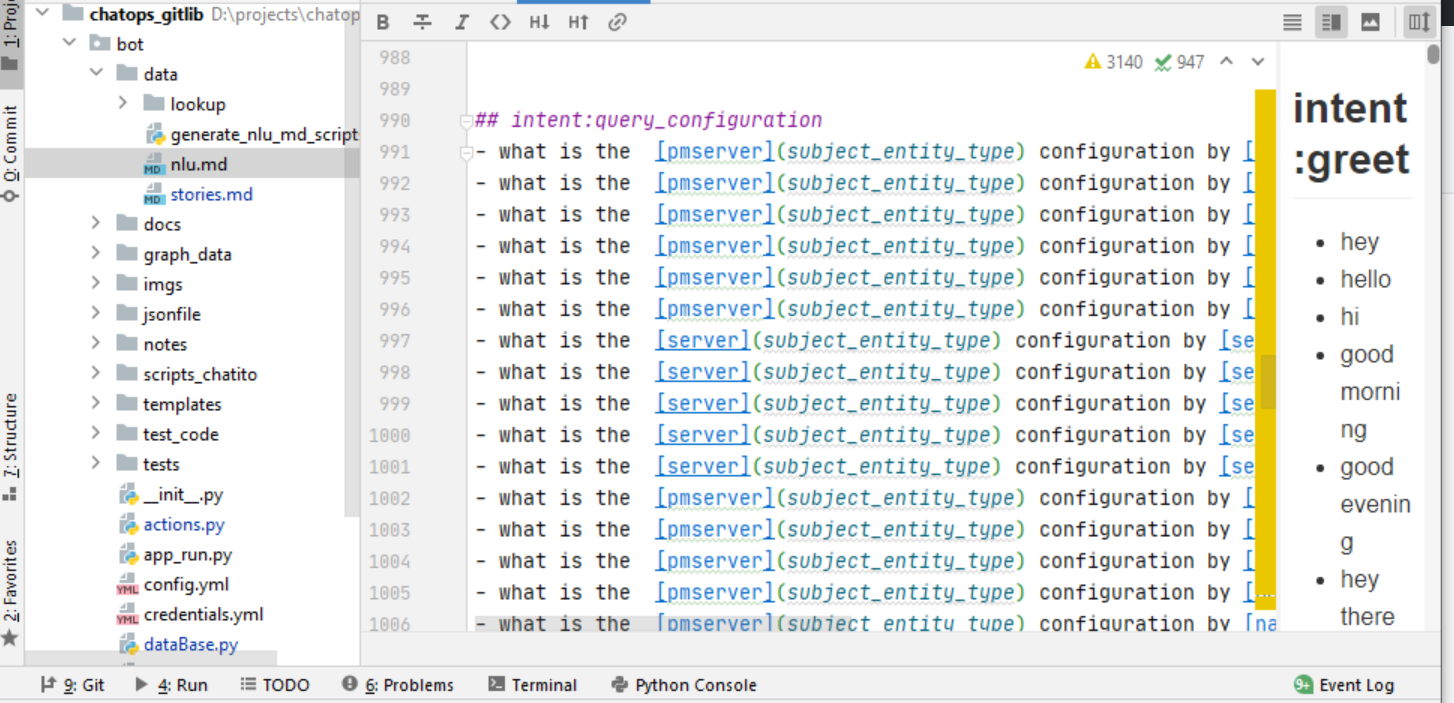 1: Proj
0: Commit
7: Structure
2: Favorites
chatops_gitlib D:\projects\chatop
bot
data
lookup
generate_nlu_md_script
nlu.md
stories.md
docs
graph_data
imgs
jsonfile
notes
scripts_chatito
templates
test_code
tests
__init__.py
actions.py
app_run.py
config.yml
credentials.yml
dataBase.py
B I <> H↓ H↑
3140 947
988
989
990 ## intent:query_configuration
991 - what is the  [pmserver](subject_entity_type) configuration by [
992 - what is the  [pmserver](subject_entity_type) configuration by [
993 - what is the  [pmserver](subject_entity_type) configuration by [
994 - what is the  [pmserver](subject_entity_type) configuration by [
995 - what is the  [pmserver](subject_entity_type) configuration by [
996 - what is the  [pmserver](subject_entity_type) configuration by [
997 - what is the  [server](subject_entity_type) configuration by [se
998 - what is the  [server](subject_entity_type) configuration by [se
999 - what is the  [server](subject_entity_type) configuration by [se
1000 - what is the  [server](subject_entity_type) configuration by [se
1001 - what is the  [server](subject_entity_type) configuration by [se
1002 - what is the  [pmserver](subject_entity_type) configuration by [
1003 - what is the  [pmserver](subject_entity_type) configuration by [
1004 - what is the  [pmserver](subject_entity_type) configuration by [
1005 - what is the  [pmserver](subject_entity_type) configuration by [
1006 - what is the  [pmserver](subject_entity_type) configuration by [na
intent
:greet
• hey
• hello
• hi
• good
morni
ng
• good
evenin
g
• hey
there
9: Git 4: Run TODO 6: Problems Terminal Python Console 9+ Event Log